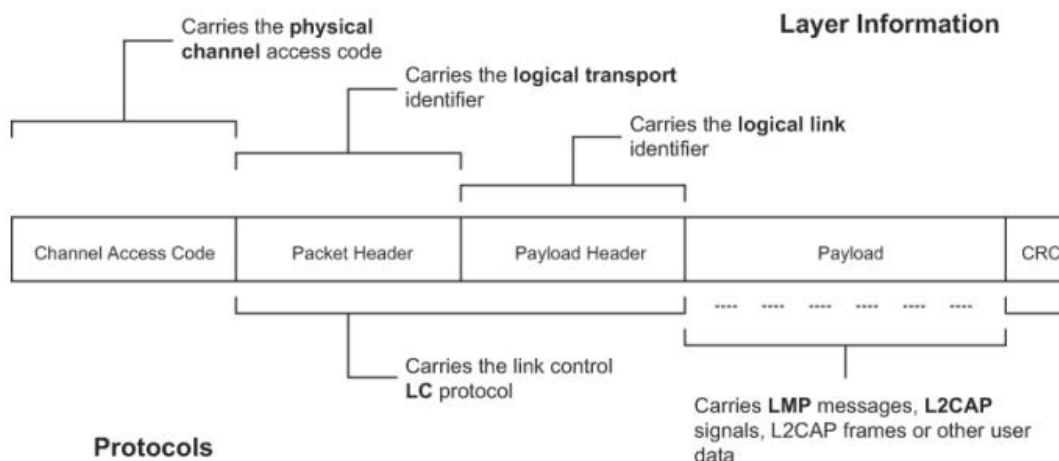 Layer Information
Carries the physical
channel access code
Carries the logical transport
identifier
Carries the logical link
identifier
Channel Access Code
Packet Header
Payload Header
Payload
CRC
Carries the link control
LC protocol
Carries LMP messages, L2CAP
signals, L2CAP frames or other user
data
Protocols